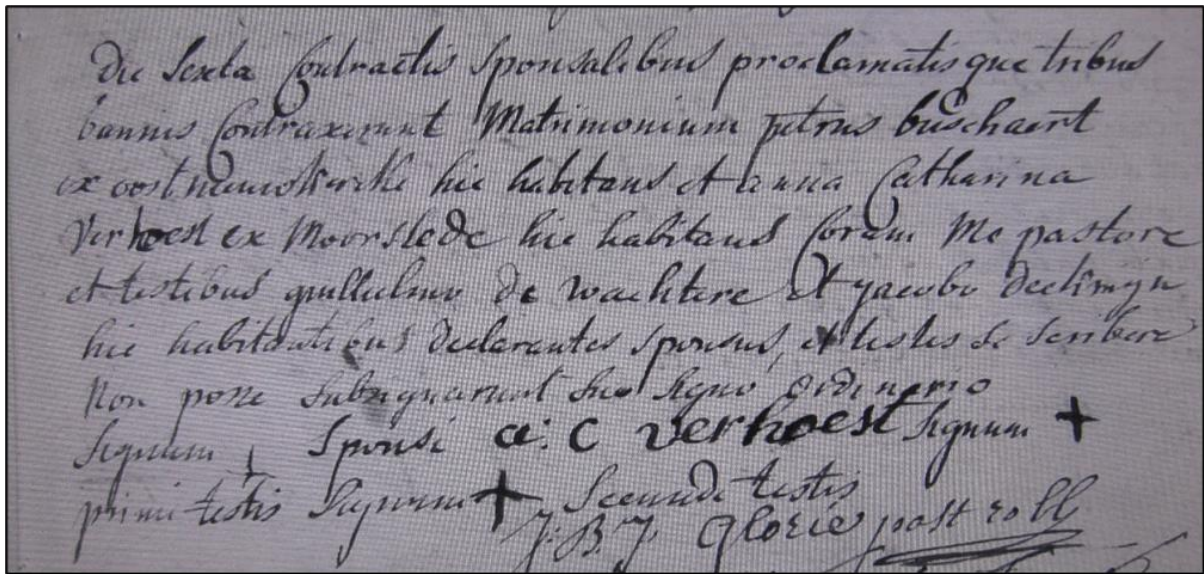 die sexta Contractis Sponsalibus proclamatisque tribus
bannis Contraxerunt Matrimonium petrus busschaert
ex oostnieuwkerke hic habitans et anna Catharina
Verhoest ex Moorslede hic habitans Coram Me pastore
et testibus guillielmo de wachtere et jacobo
hic habitantibus declarantes sponsus, et testes se scribere
Non posse subsignarunt suo signo ordinario
Signum + Sponsi a: C verhoest signum +
primi testis signum + secundi testis
J: B. J. Glorie past roll